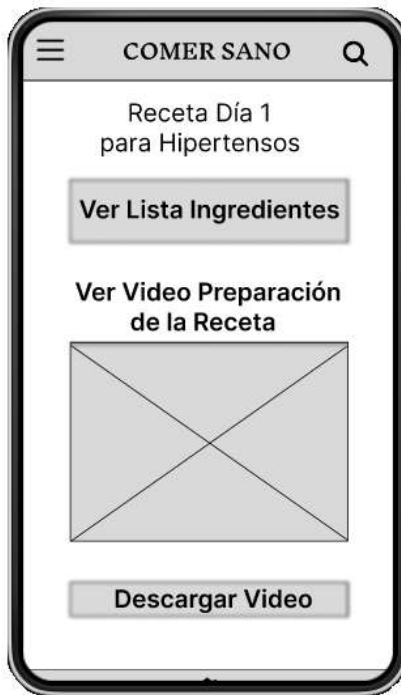 COMER SANO
Receta Día 1
para Hipertensos
Ver Lista Ingredientes
Ver Video Preparación
de la Receta
Descargar Video